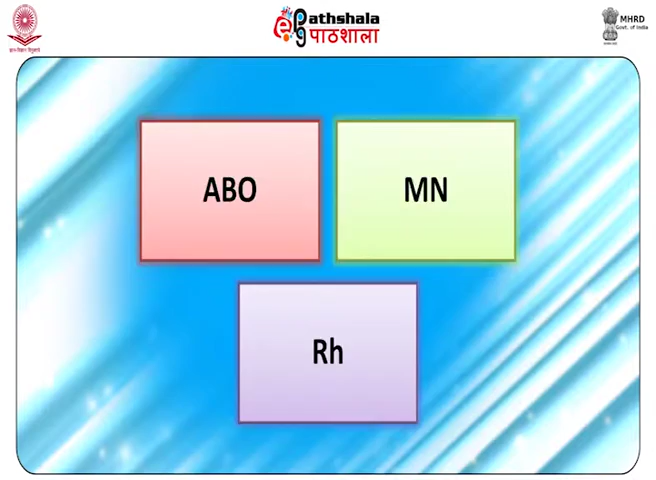 ePathshala
पाठशाला
MHRD
Govt. of India
ABO
MN
Rh